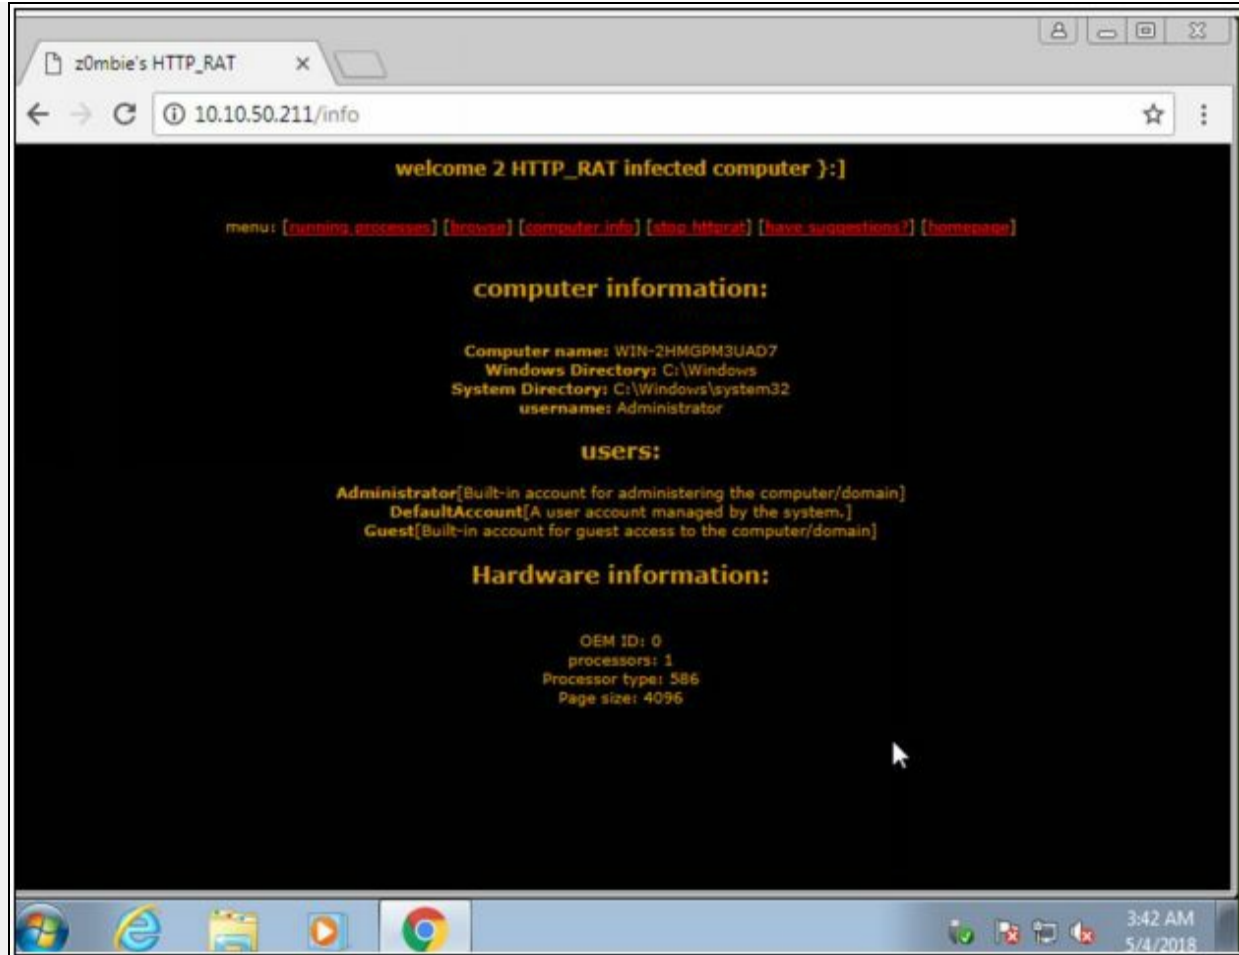 z0mbie's HTTP_RAT
10.10.50.211/info
welcome 2 HTTP_RAT infected computer }:]
menu: [running processes] [browse] [computer info] [stop httprat] [have suggestions?] [homepage]
computer information:
Computer name: WIN-2HMGPM3UAD7
Windows Directory: C:\Windows
System Directory: C:\Windows\system32
username: Administrator
users:
Administrator[Built-in account for administering the computer/domain]
DefaultAccount[A user account managed by the system.]
Guest[Built-in account for guest access to the computer/domain]
Hardware information:
OEM ID: 0
processors: 1
Processor type: 586
Page size: 4096
3:42 AM
5/4/2018